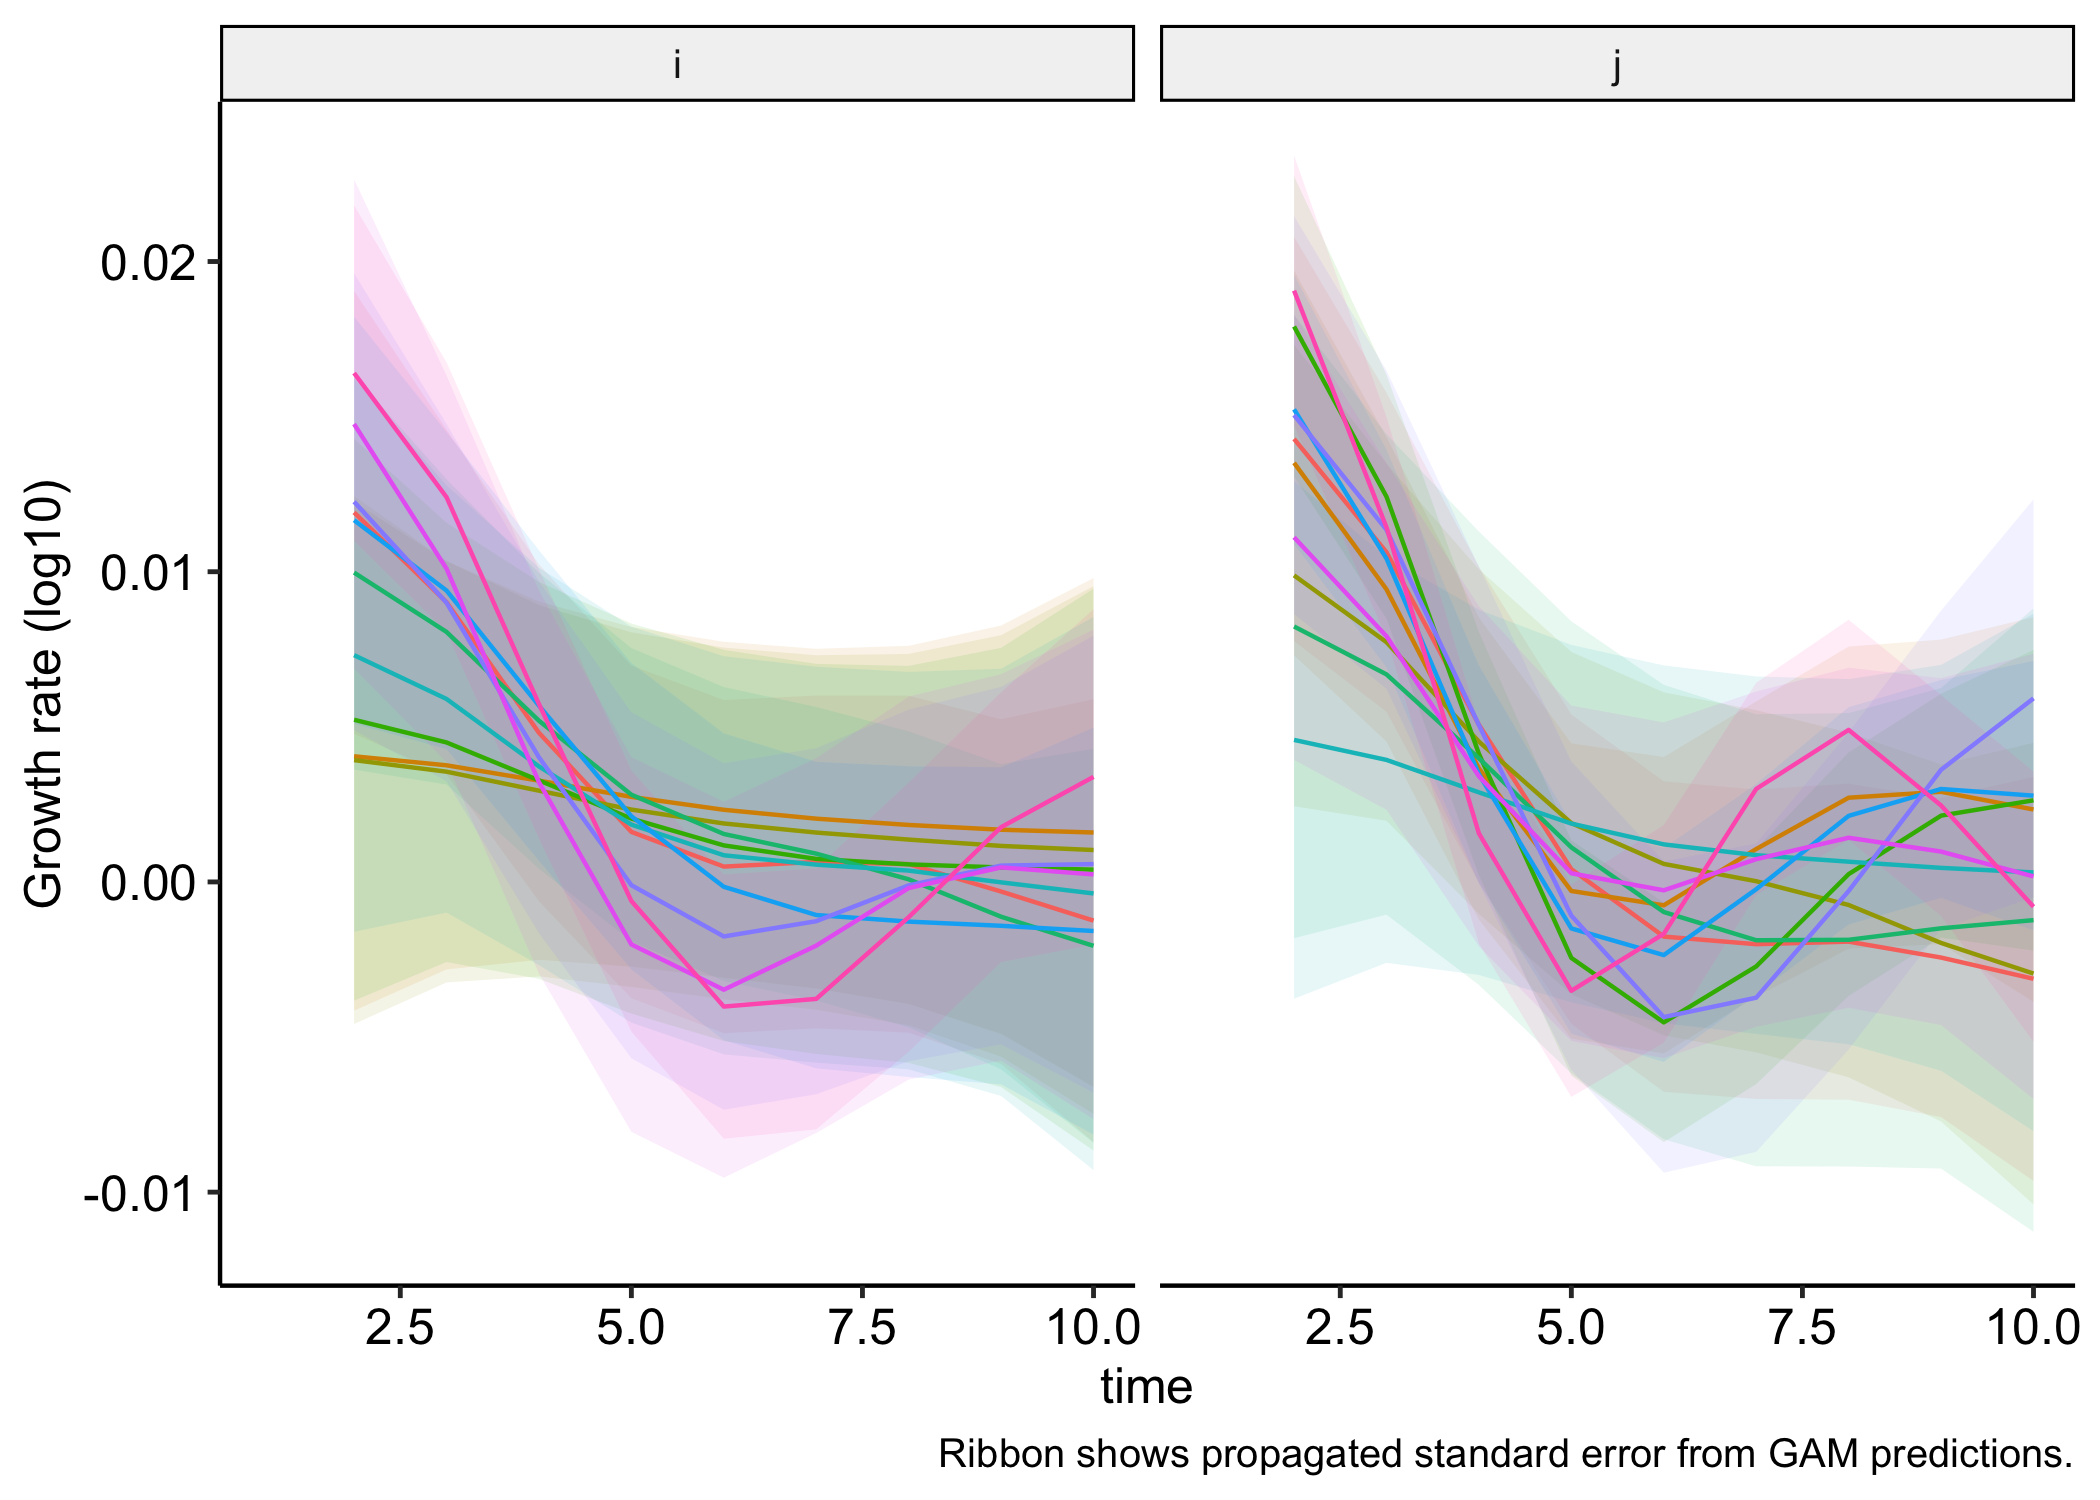 i
j
Growth rate (log10)
0.02
0.01
0.00
-0.01
2.5 5.0 7.5 10.0
2.5 5.0 7.5 10.0
time
Ribbon shows propagated standard error from GAM predictions.